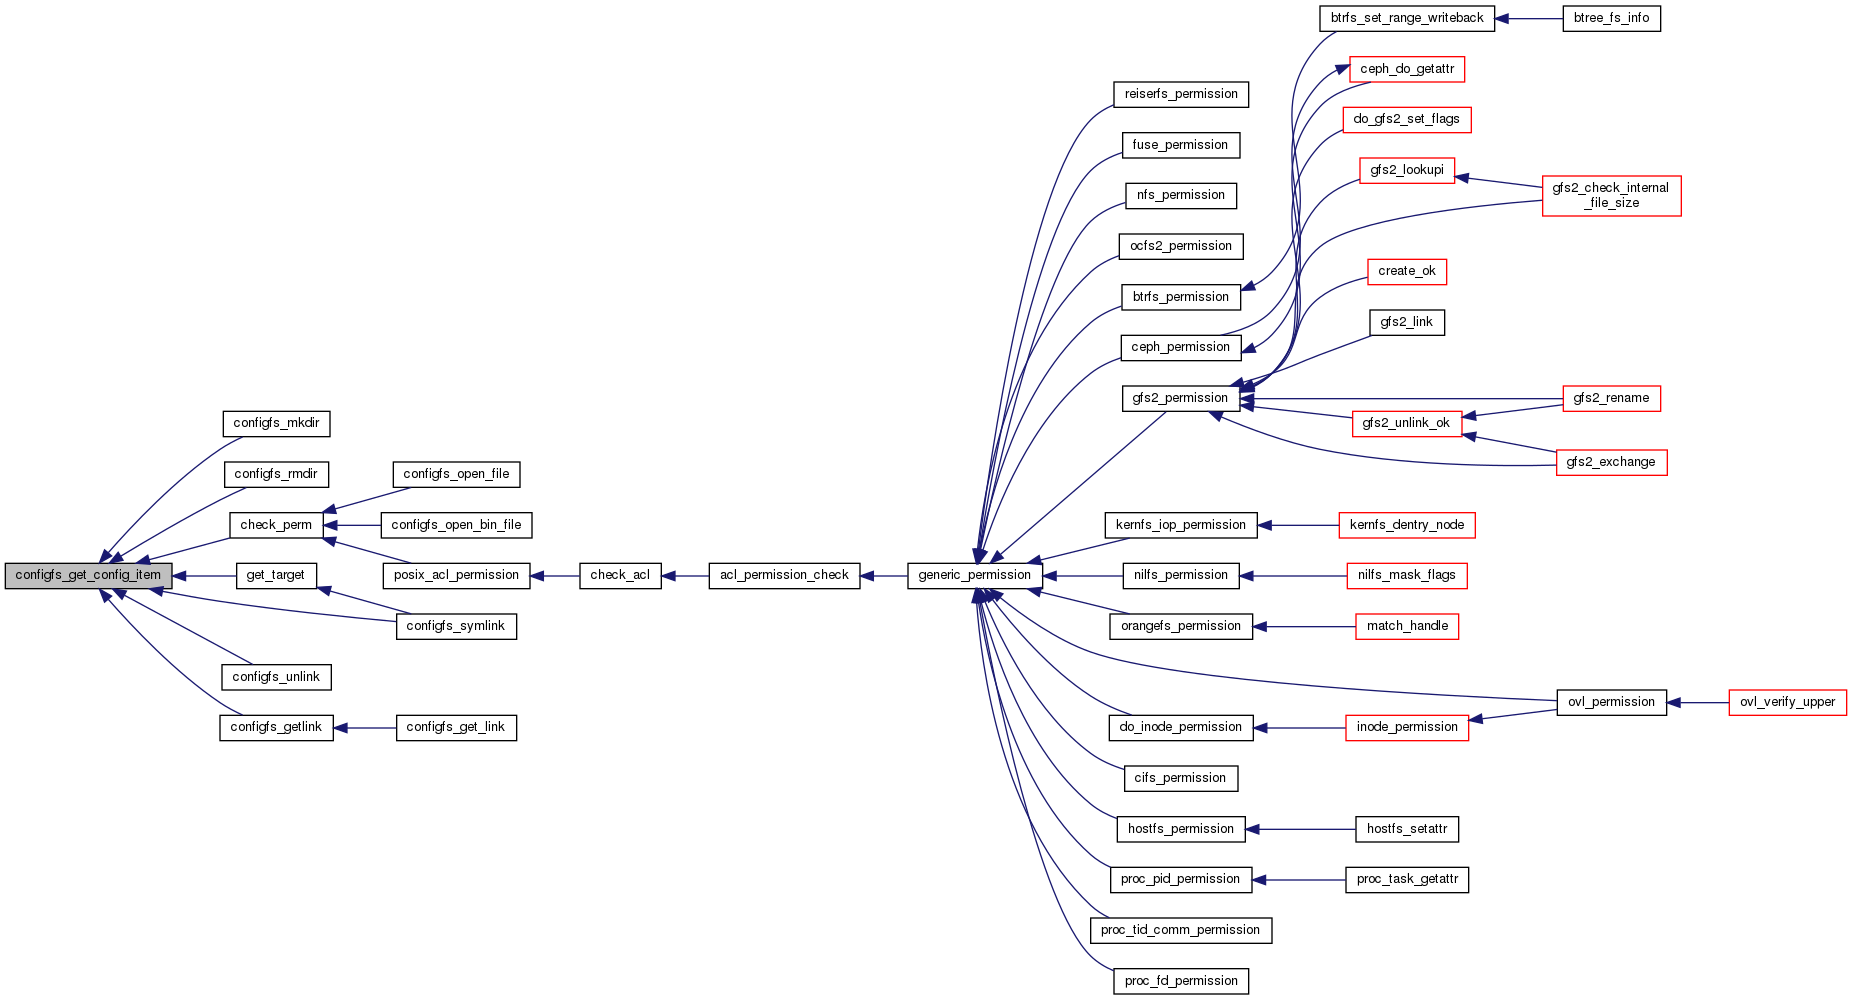 btrfs_set_range_writeback
btree_fs_info
ceph_do_getattr
reiserfs_permission
do_gfs2_set_flags
fuse_permission
gfs2_lookupi
nfs_permission
gfs2_check_internal
_file_size
ocfs2_permission
create_ok
btrfs_permission
gfs2_link
ceph_permission
gfs2_permission
gfs2_rename
configfs_mkdir
gfs2_unlink_ok
gfs2_exchange
configfs_rmdir
configfs_open_file
check_perm
configfs_open_bin_file
kernfs_iop_permission
kernfs_dentry_node
configfs_get_config_item
get_target
posix_acl_permission
check_acl
acl_permission_check
generic_permission
nilfs_permission
nilfs_mask_flags
configfs_symlink
orangefs_permission
match_handle
configfs_unlink
ovl_permission
ovl_verify_upper
configfs_getlink
configfs_get_link
do_inode_permission
inode_permission
cifs_permission
hostfs_permission
hostfs_setattr
proc_pid_permission
proc_task_getattr
proc_tid_comm_permission
proc_fd_permission